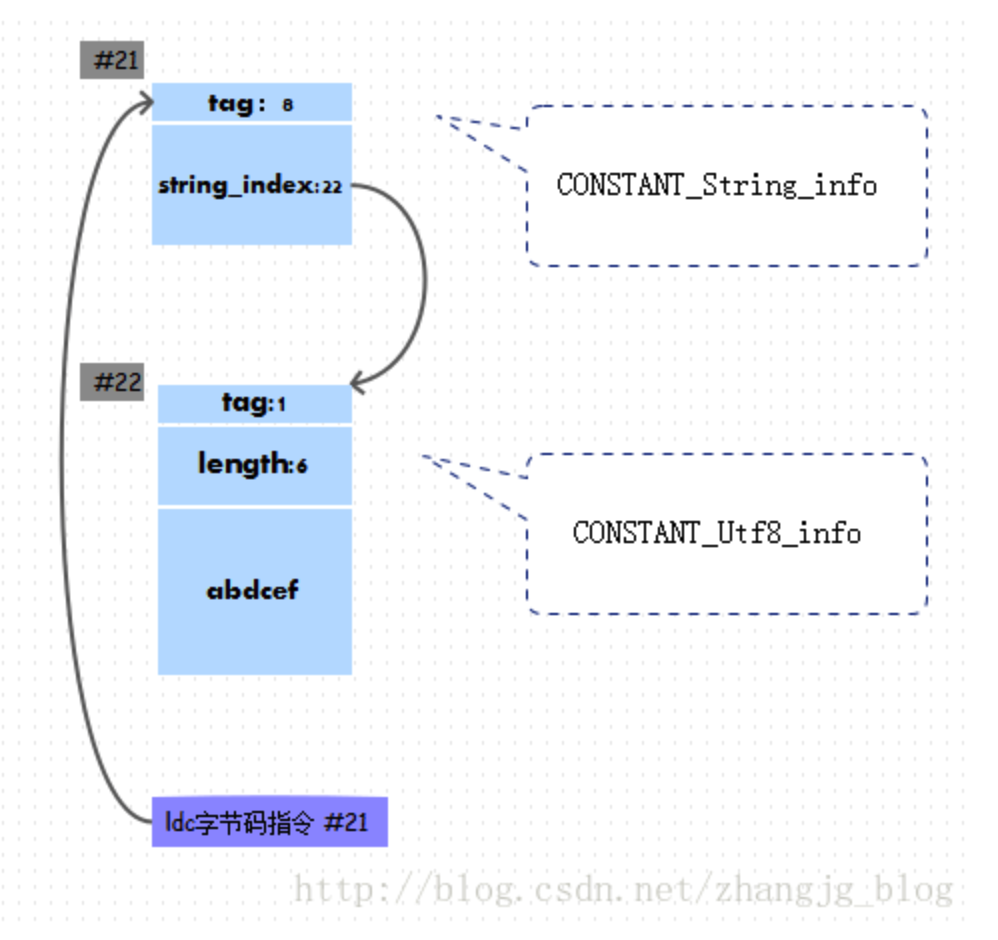 #21
tag: 8
string_index:22
CONSTANT_String_info
#22
tag:1
length:6
abdcef
CONSTANT_Utf8_info
ldc字节码指令 #21
http://blog.csdn.net/zhangjg_blog